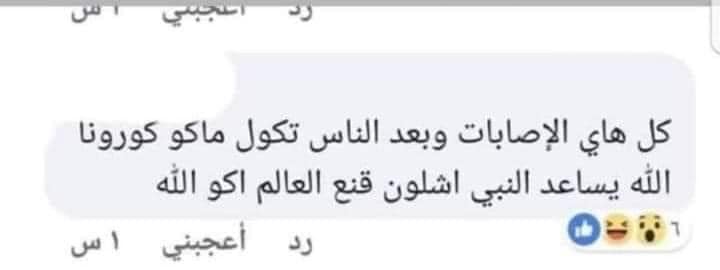 رد أعجبني ١ س
كل هاي الإصابات وبعد الناس تكول ماكو كورونا
الله يساعد النبي اشلون قنع العالم اكو الله
٦
رد أعجبني ١ س